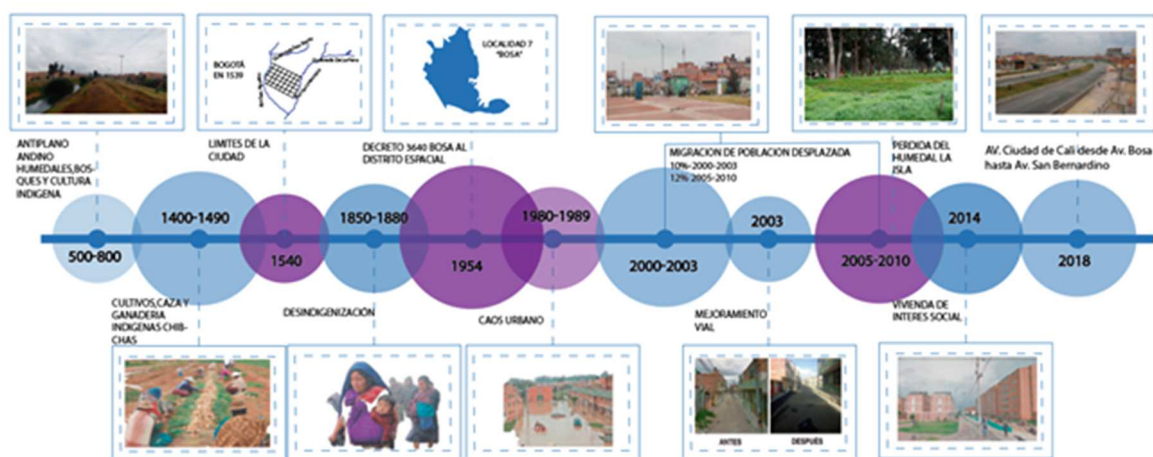 BOGOTÁ
EN 1539
LOCALIDAD 7
"BOSA"
ANTIPLANO
ANDINO
HUMEDALES,BOS-
QUES Y CULTURA
INDIGENA
LIMITES DE LA
CIUDAD
DECRETO 3640 BOSA AL
DISTRITO ESPACIAL
MIGRACION DE POBLACION DESPLAZADA
10%-2000-2003
12% 2005-2010
PERDIDA DEL
HUMEDAL LA
ISLA
AV. Ciudad de Cali desde Av. Bosa
hasta Av. San Bernardino
500-800
1400-1490
1540
1850-1880
1954
1980-1989
2000-2003
2003
2005-2010
2014
2018
CULTIVOS,CAZA Y
GANADERIA
INDIGENAS CHIB-
CHAS
DESINDIGENIZACIÓN
CAOS URBANO
MEJORAMIENTO
VIAL
VIVIENDA DE
INTERES SOCIAL
ANTES
DESPUÉS